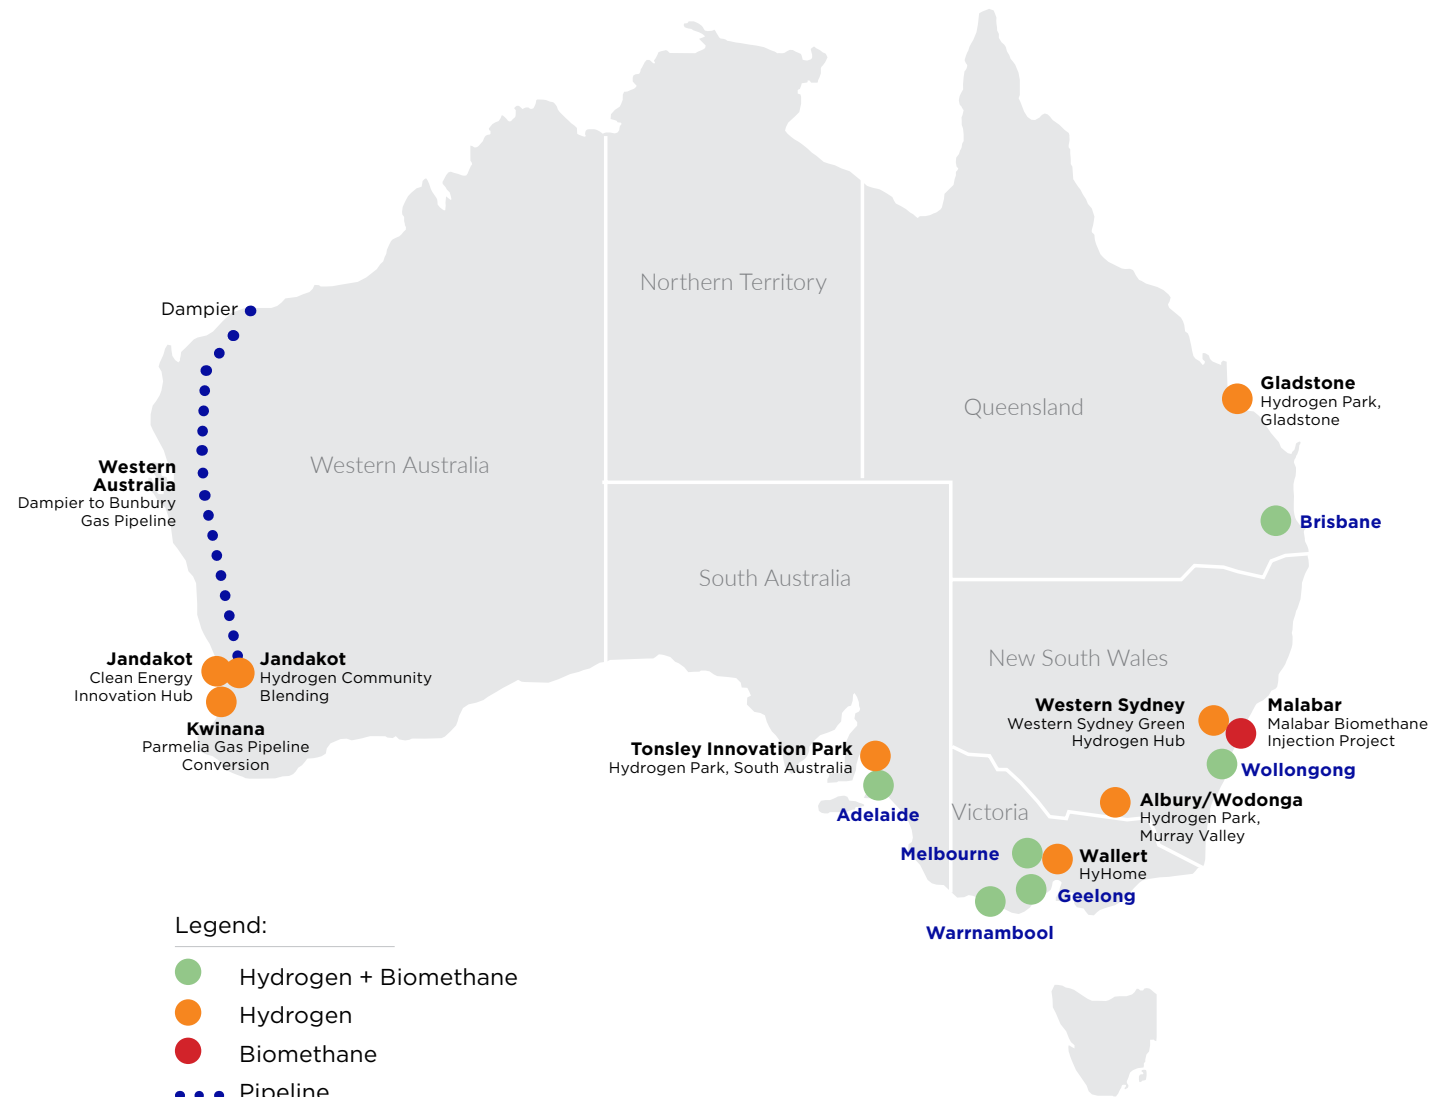 Northern Territory
Dampier
Gladstone
Hydrogen Park,
Gladstone
Queensland
Western Australia
Western
Australia
Dampier to Bunbury
Gas Pipeline
Brisbane
South Australia
New South Wales
Jandakot
Clean Energy
Innovation Hub
Jandakot
Hydrogen Community
Blending
Kwinana
Parmelia Gas Pipeline
Conversion
Western Sydney
Western Sydney Green
Hydrogen Hub
Malabar
Malabar Biomethane
Injection Project
Wollongong
Tonsley Innovation Park
Hydrogen Park, South Australia
Adelaide
Victoria
Albury/Wodonga
Hydrogen Park,
Murray Valley
Melbourne
Wallert
HyHome
Geelong
Warrnambool
Legend:
Hydrogen + Biomethane
Hydrogen
Biomethane
Pipeline